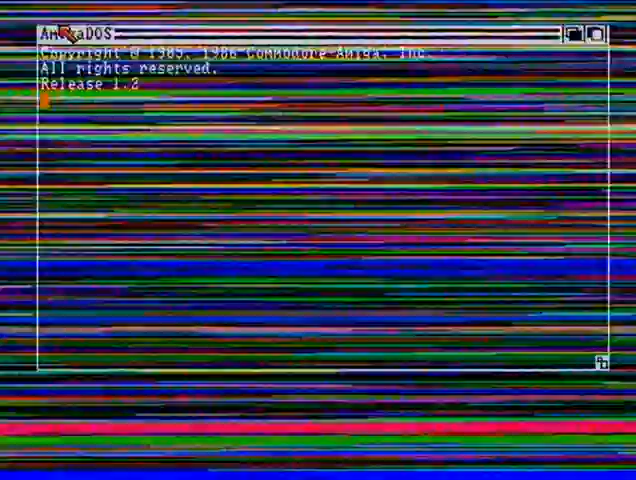 AmigaDOS
Copyright © 1985, 1986 Commodore-Amiga, Inc.
All rights reserved.
Release 1.2